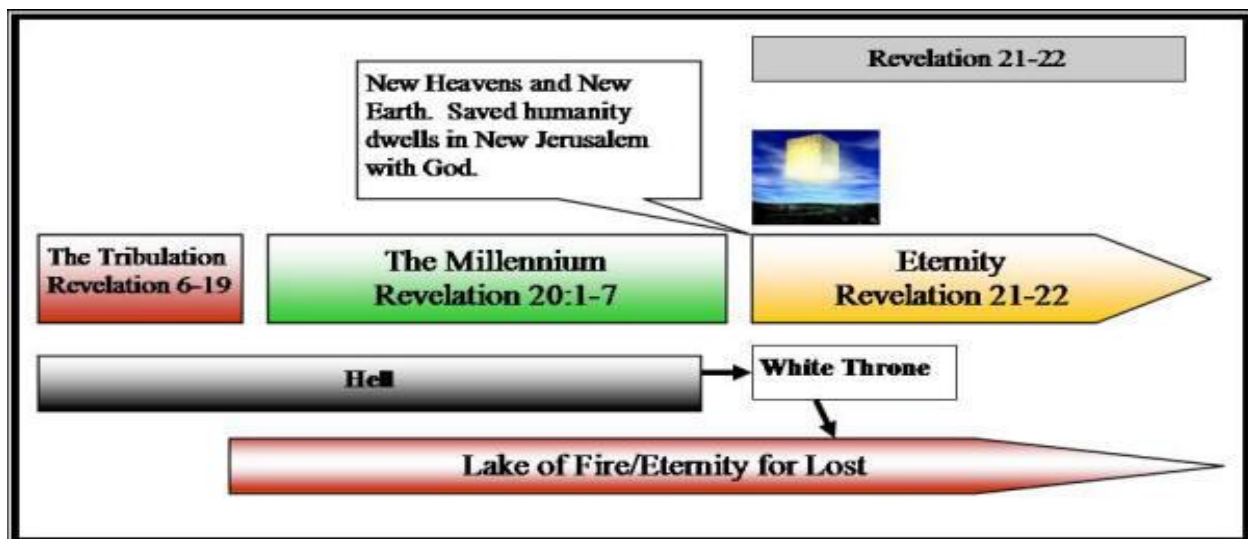 Revelation 21-22
New Heavens and New
Earth. Saved humanity
dwells in New Jerusalem
with God.
The Tribulation
Revelation 6-19
The Millennium
Revelation 20:1-7
Eternity
Revelation 21-22
Hell
White Throne
Lake of Fire/Eternity for Lost